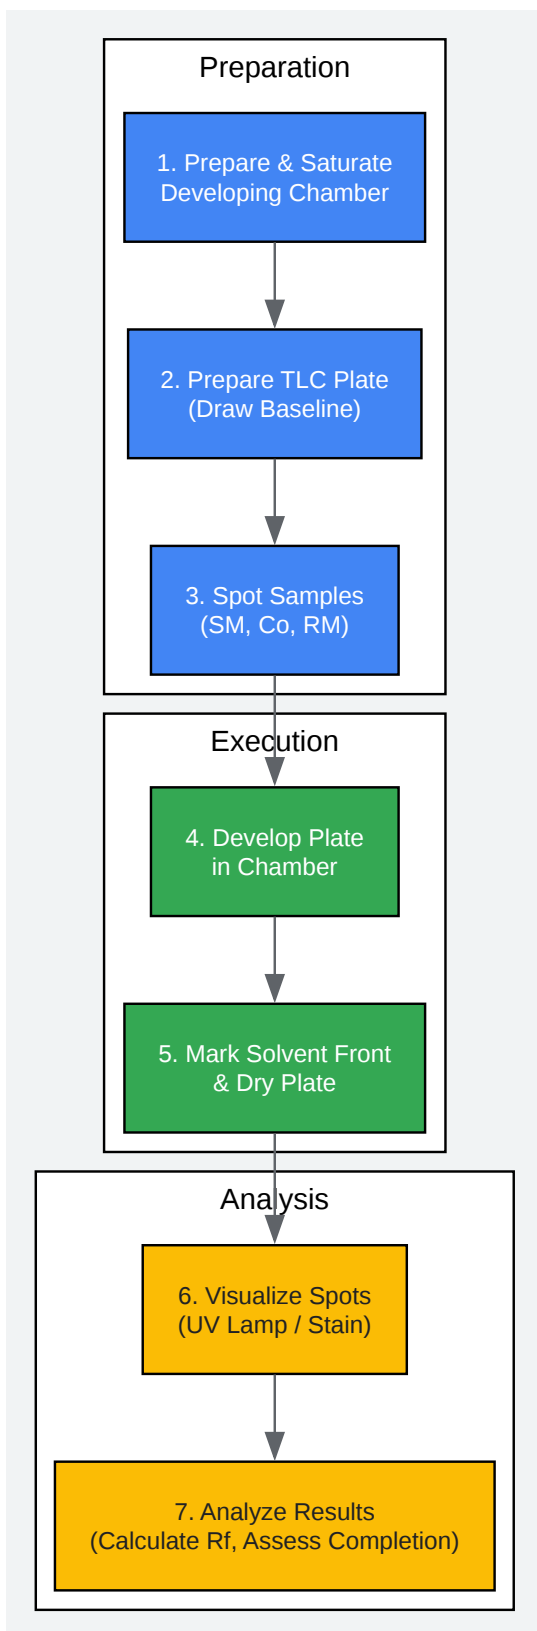 Preparation
1. Prepare & Saturate
Developing Chamber
2. Prepare TLC Plate
(Draw Baseline)
3. Spot Samples
(SM, Co, RM)
Execution
4. Develop Plate
in Chamber
5. Mark Solvent Front
& Dry Plate
Analysis
6. Visualize Spots
(UV Lamp / Stain)
7. Analyze Results
(Calculate Rf, Assess Completion)